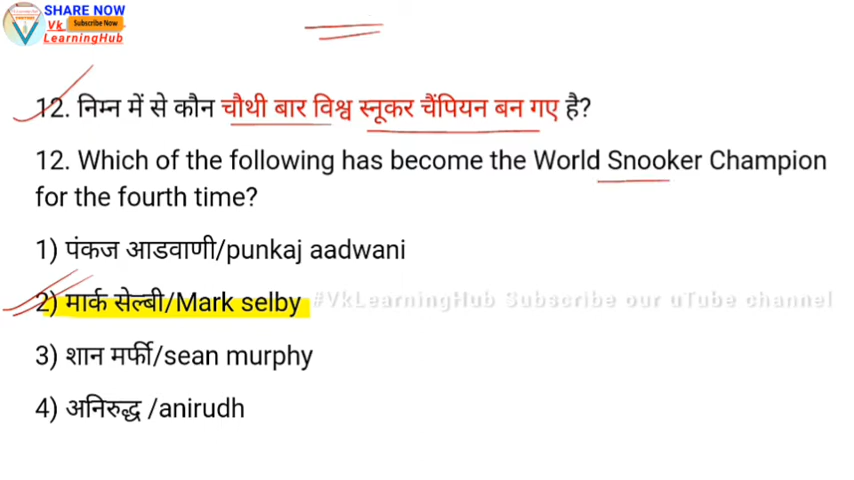 SHARE NOW
Vk Subscribe Now
LearningHub
12. निम्न में से कौन चौथी बार विश्व स्नूकर चैंपियन बन गए है?
12. Which of the following has become the World Snooker Champion
for the fourth time?
1) पंकज आडवाणी/punkaj aadwani
2) मार्क सेल्बी/Mark selby #VkLearningHub Subscribe our uTube channel
3) शान मर्फी/sean murphy
4) अनिरुद्ध /anirudh